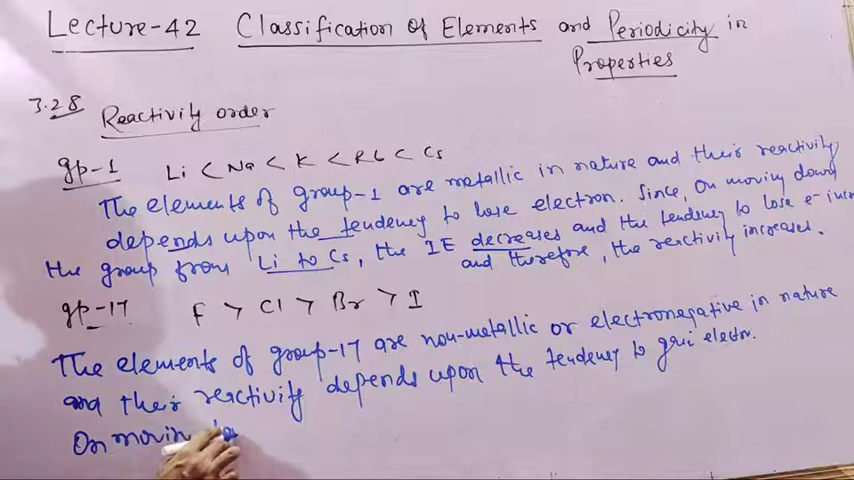 Lecture-42 Classification of Elements and Periodicity in
Properties
3.28 Reactivity order
gp-1 Li < Na < K < Rb < Cs
The elements of group-1 are metallic in nature and their reactivity
depends upon the tendency to lose electron. Since, on moving down
the group from Li to Cs, the IE decreases and the tendency to lose e- incr
and therefore, the reactivity increases.
gp-17 F > Cl > Br > I
The elements of group-17 are non-metallic or electronegative in nature
and their reactivity depends upon the tendency to gain electron.
On movin